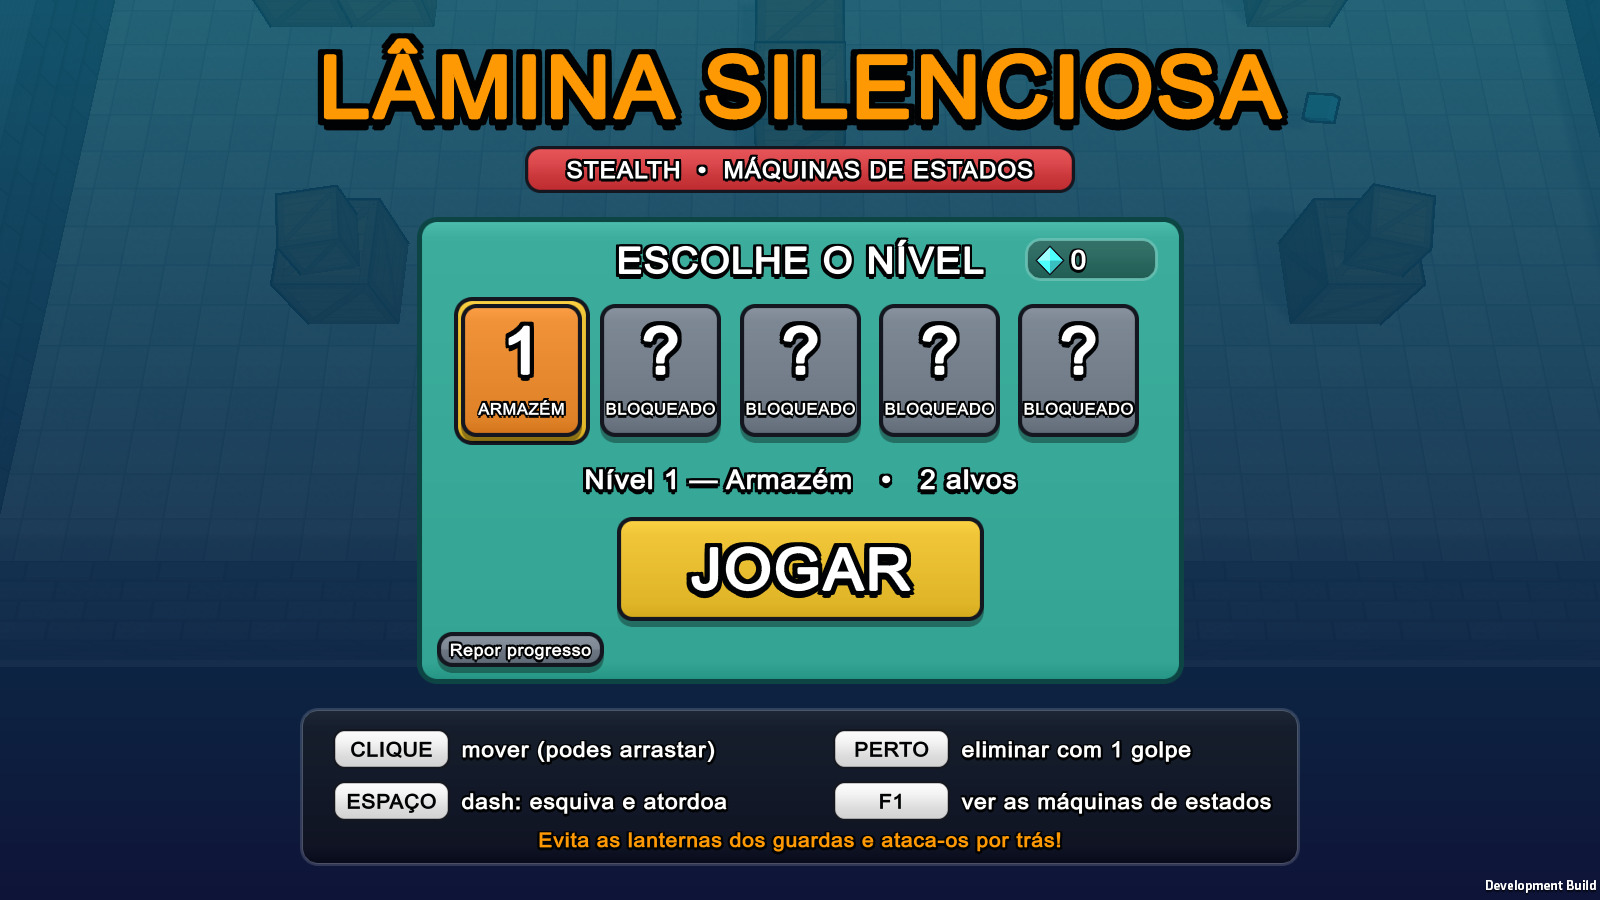 LÂMINA SILENCIOSA
STEALTH • MÁQUINAS DE ESTADOS
ESCOLHE O NÍVEL
0
1
ARMAZÉM
?
BLOQUEADO
?
BLOQUEADO
?
BLOQUEADO
?
BLOQUEADO
Nível 1 — Armazém • 2 alvos
JOGAR
Repor progresso
CLIQUE mover (podes arrastar)
PERTO eliminar com 1 golpe
ESPAÇO dash: esquiva e atordoa
F1 ver as máquinas de estados
Evita as lanternas dos guardas e ataca-os por trás!
Development Build